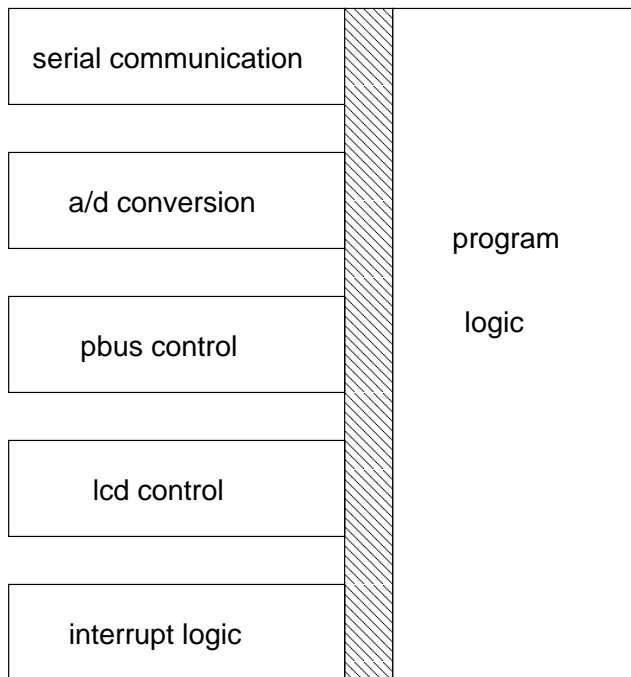 serial communication
a/d conversion
pbus control
lcd control
interrupt logic
program
logic